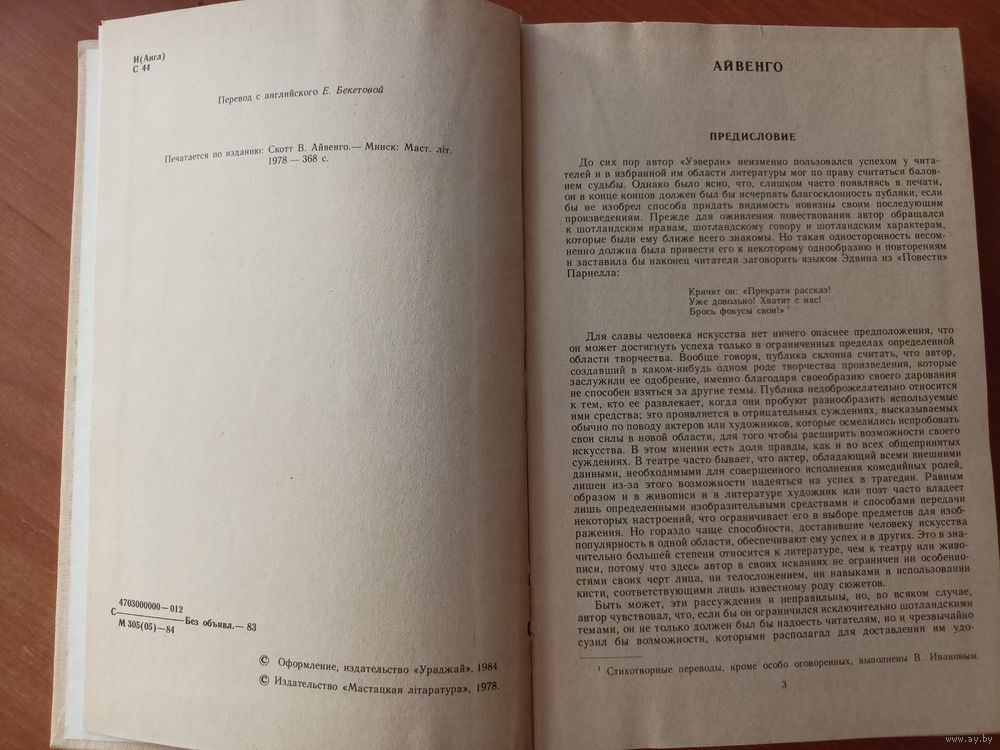 И(Англ)
С 44
Перевод с английского Е. Бекетовой
Печатается по изданию: Скотт В. Айвенго.— Минск: Маст. літ.
1978 — 368 с.
4703000000—012
С————————Без объявл.— 83
М 305(05)—84
© Оформление, издательство «Ураджай», 1984
© Издательство «Мастацкая літаратура», 1978.
АЙВЕНГО
ПРЕДИСЛОВИЕ
До сих пор автор «Уэверли» неизменно пользовался успехом у чита-
телей и в избранной им области литературы мог по праву считаться балов-
нем судьбы. Однако было ясно, что, слишком часто появляясь в печати,
он в конце концов должен был бы исчерпать благосклонность публики, если
бы не изобрел способа придать видимость новизны своим последующим
произведениям. Прежде для оживления повествования автор обращался
к шотландским нравам, шотландскому говору и шотландским характерам,
которые были ему ближе всего знакомы. Но такая односторонность несом-
ненно должна была привести его к некоторому однообразию и повторениям
и заставила бы наконец читателя заговорить языком Эдвина из «Повести»
Парнелла:
Кричит он: «Прекрати рассказ!
Уже довольно! Хватит с нас!
Брось фокусы свои!» ¹
Для славы человека искусства нет ничего опаснее предположения, что
он может достигнуть успеха только в ограниченных пределах определенной
области творчества. Вообще говоря, публика склонна считать, что автор,
создавший в каком-нибудь одном роде творчества произведения, которые
заслужили ее одобрение, именно благодаря своеобразию своего дарования
не способен взяться за другие темы. Публика недоброжелательно относится
к тем, кто ее развлекает, когда они пробуют разнообразить используемые
ими средства; это проявляется в отрицательных суждениях, высказываемых
обычно по поводу актеров или художников, которые осмелились испробовать
свои силы в новой области, для того чтобы расширить возможности своего
искусства. В этом мнении есть доля правды, как и во всех общепринятых
суждениях. В театре часто бывает, что актер, обладающий всеми внешними
данными, необходимыми для совершенного исполнения комедийных ролей,
лишен из-за этого возможности надеяться на успех в трагедии. Равным
образом и в живописи и в литературе художник или поэт часто владеет
лишь определенными изобразительными средствами и способами передачи
некоторых настроений, что ограничивает его в выборе предметов для изоб-
ражения. Но гораздо чаще способности, доставившие человеку искусства
популярность в одной области, обеспечивают ему успех и в других. Это в зна-
чительно большей степени относится к литературе, чем к театру или живо-
писи, потому что здесь автор в своих исканиях не ограничен ни особенно-
стями своих черт лица, ни телосложением, ни навыками в использовании
кисти, соответствующими лишь известному роду сюжетов.
Быть может, эти рассуждения и неправильны, но, во всяком случае,
автор чувствовал, что, если бы он ограничился исключительно шотландскими
темами, он не только должен был бы надоесть читателям, но и чрезвычайно
сузил бы возможности, которыми располагал для доставления им удо-
¹ Стихотворные переводы, кроме особо оговоренных, выполнены В. Ивановым.
3
www.ay.by